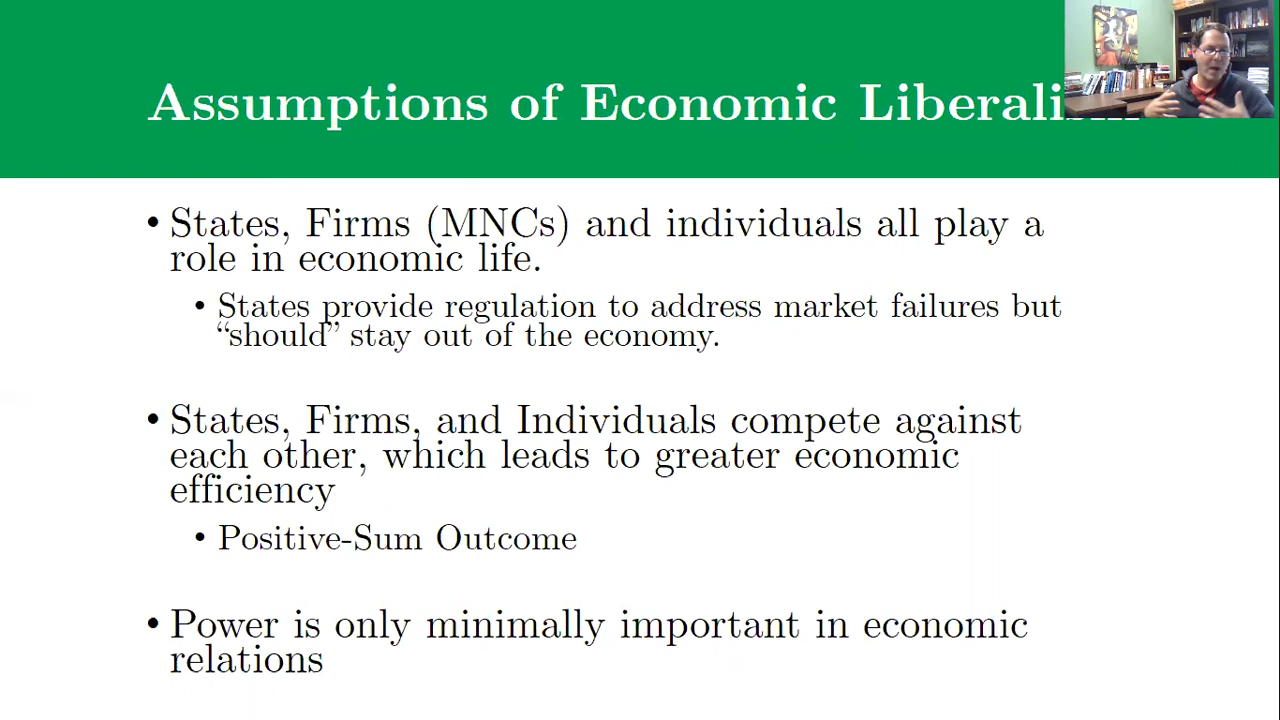 Assumptions of Economic Liberalism
• States, Firms (MNCs) and individuals all play a
role in economic life.
• States provide regulation to address market failures but
“should” stay out of the economy.
• States, Firms, and Individuals compete against
each other, which leads to greater economic
efficiency
• Positive-Sum Outcome
• Power is only minimally important in economic
relations